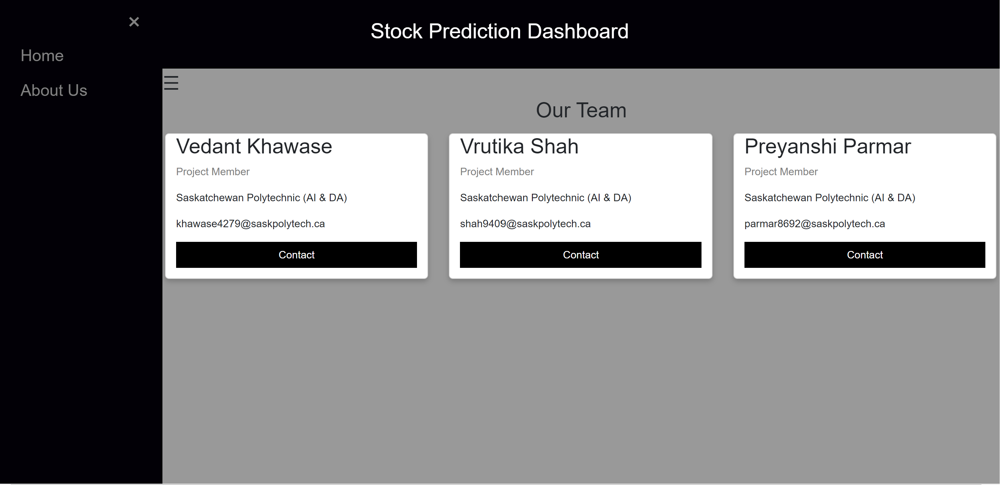 Stock Prediction Dashboard
×
Home
About Us
☰
Our Team
Vedant Khawase
Project Member
Saskatchewan Polytechnic (AI & DA)
khawase4279@saskpolytech.ca
Contact
Vrutika Shah
Project Member
Saskatchewan Polytechnic (AI & DA)
shah9409@saskpolytech.ca
Contact
Preyanshi Parmar
Project Member
Saskatchewan Polytechnic (AI & DA)
parmar8692@saskpolytech.ca
Contact